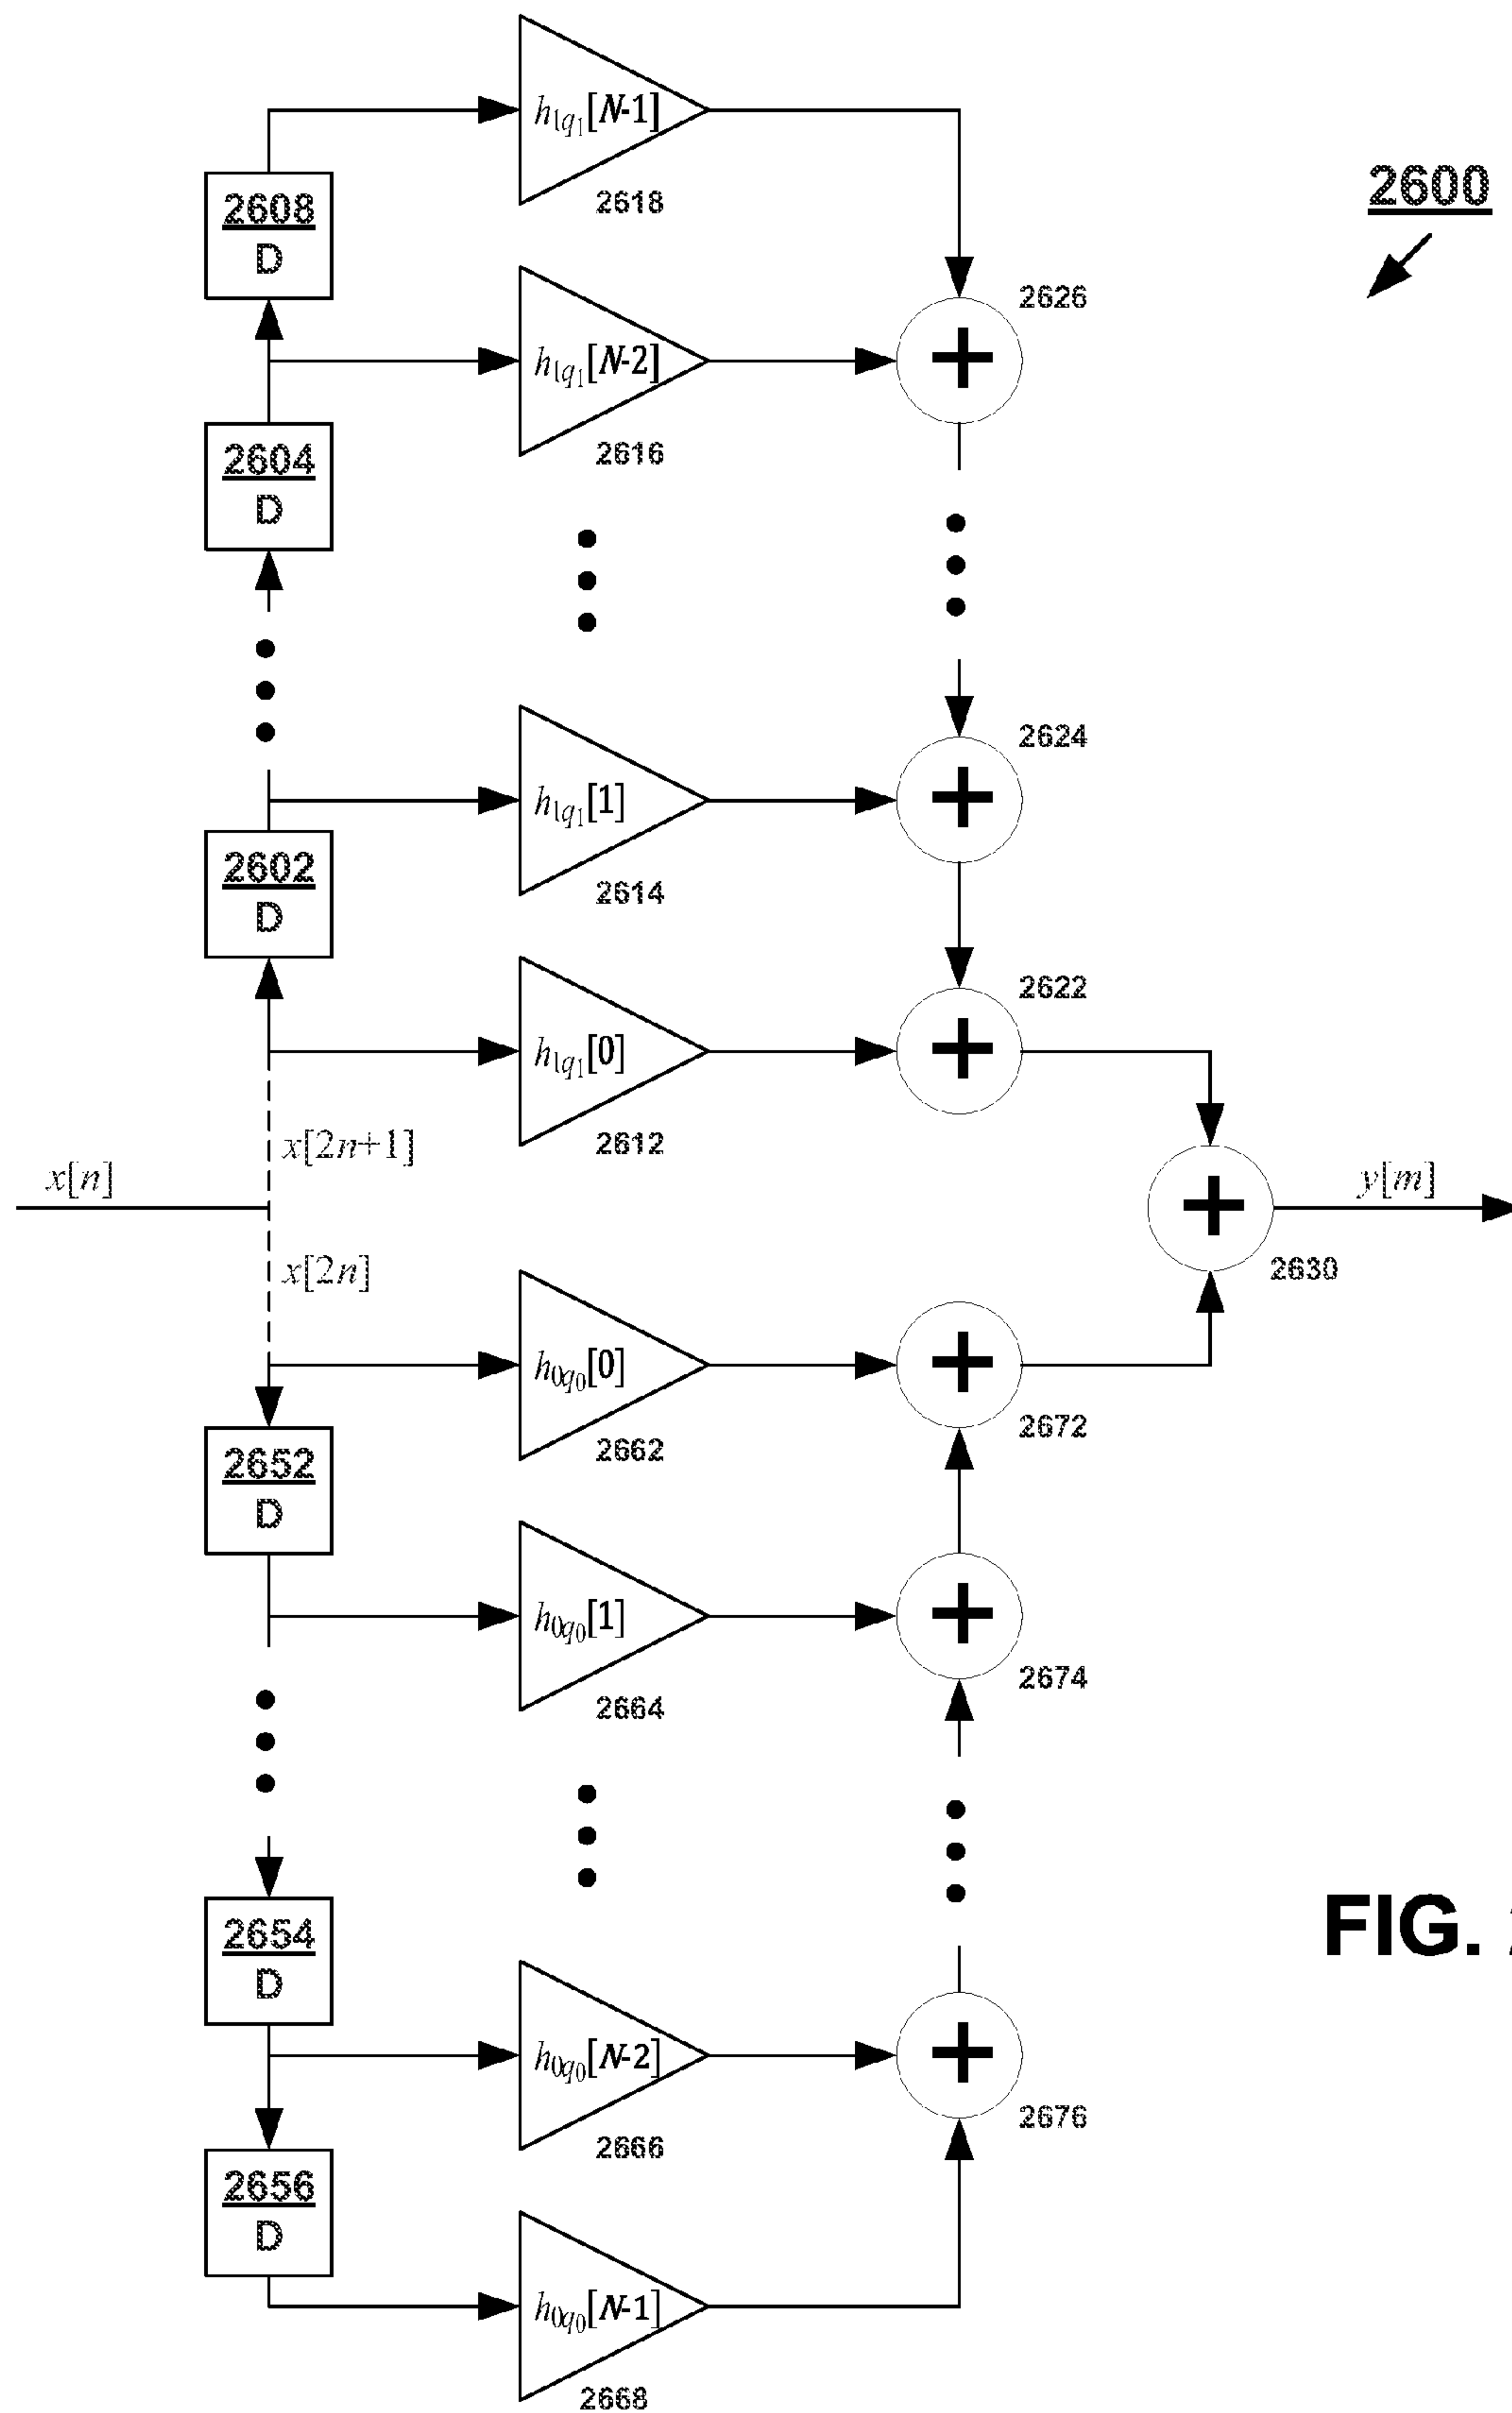 h1q1[N-1]
2618
2600
2608
D
2626
h1q1[N-2]
2616
2604
D
2624
h1q1[1]
2614
2602
D
2622
h1q1[0]
2612
x[2n+1]
x[n]
y[m]
x[2n]
2630
h0q0[0]
2662
2672
2652
D
h0q0[1]
2664
2674
2654
D
FIG.
h0q0[N-2]
2666
2676
2656
D
h0q0[N-1]
2668